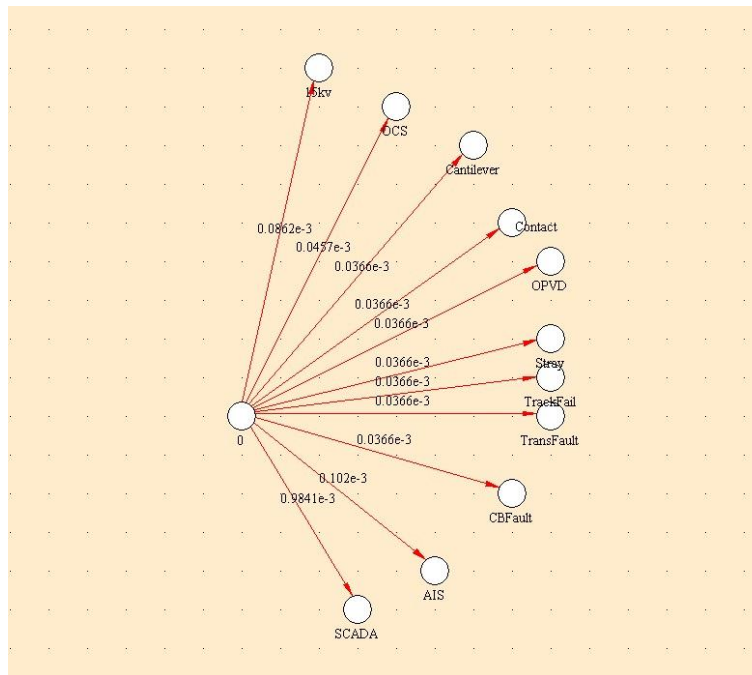 15kv
OCS
Cantilever
0.0862e-3
Contact
0.0457e-3
0.0366e-3
OPVD
0.0366e-3
0.0366e-3
0.0366e-3
Stray
0.0366e-3
TrackFail
0.0366e-3
0
TransFault
0.0366e-3
0.102e-3
0.9841e-3
CBFault
AIS
SCADA